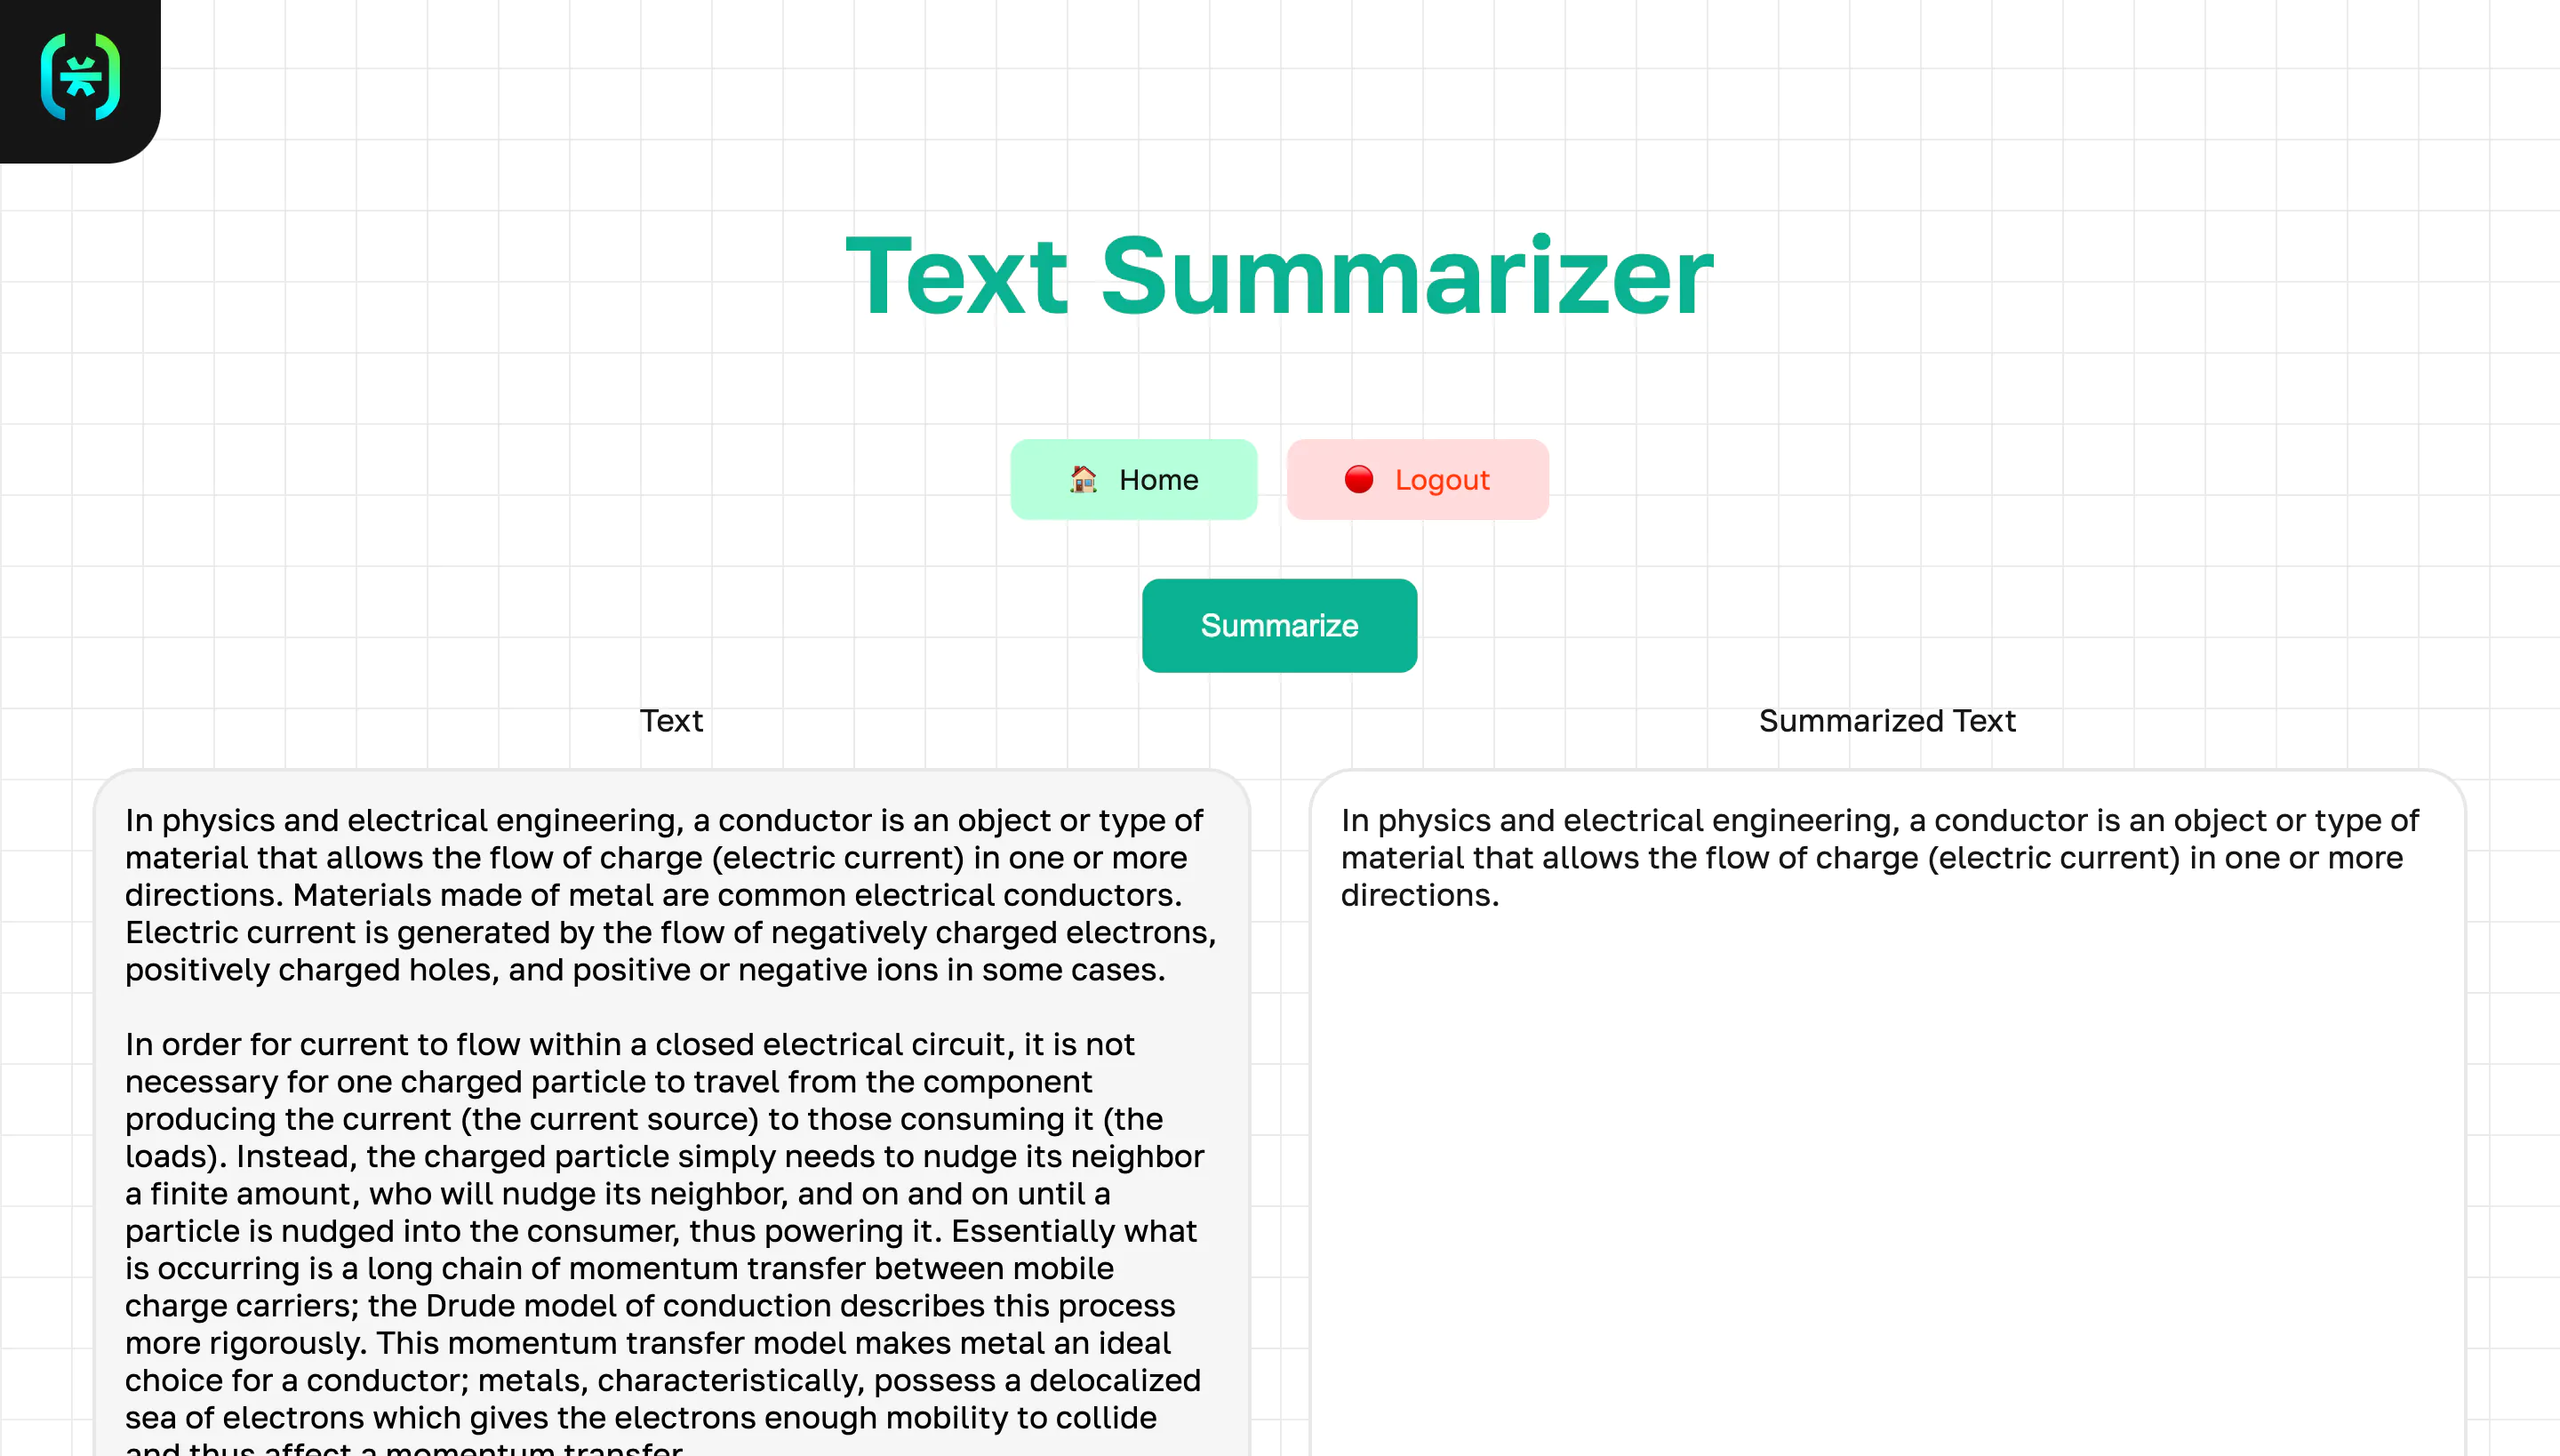 Text Summarizer
Home
Logout
Summarize
Text
In physics and electrical engineering, a conductor is an object or type of
material that allows the flow of charge (electric current) in one or more
directions. Materials made of metal are common electrical conductors.
Electric current is generated by the flow of negatively charged electrons,
positively charged holes, and positive or negative ions in some cases.
In order for current to flow within a closed electrical circuit, it is not
necessary for one charged particle to travel from the component
producing the current (the current source) to those consuming it (the
loads). Instead, the charged particle simply needs to nudge its neighbor
a finite amount, who will nudge its neighbor, and on and on until a
particle is nudged into the consumer, thus powering it. Essentially what
is occurring is a long chain of momentum transfer between mobile
charge carriers; the Drude model of conduction describes this process
more rigorously. This momentum transfer model makes metal an ideal
choice for a conductor; metals, characteristically, possess a delocalized
sea of electrons which gives the electrons enough mobility to collide
and thus affect a momentum transfer.
Summarized Text
In physics and electrical engineering, a conductor is an object or type of
material that allows the flow of charge (electric current) in one or more
directions.